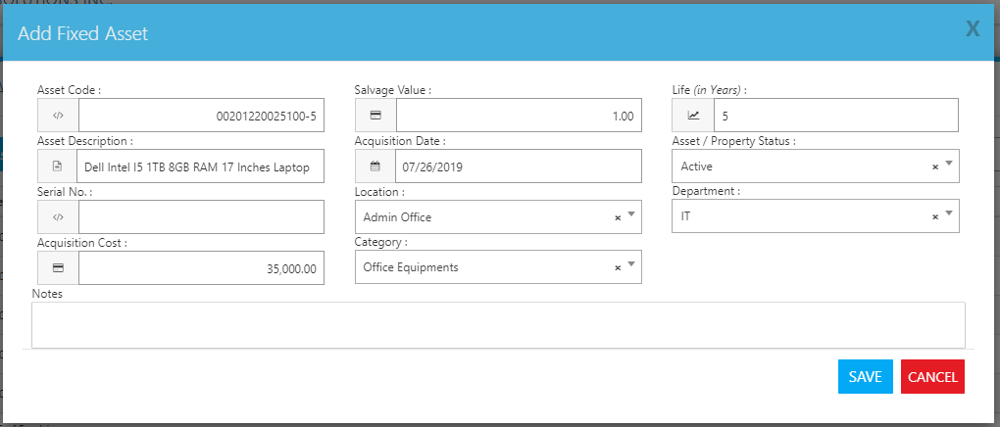 SOLUTIONS INC.
Add Fixed Asset
X
Asset Code :
00201220025100-5
Salvage Value :
1.00
Life (in Years) :
5
Asset Description :
Dell Intel I5 1TB 8GB RAM 17 Inches Laptop
Acquisition Date :
07/26/2019
Asset / Property Status :
Active
Serial No. :
Location :
Admin Office
Department :
IT
Acquisition Cost :
35,000.00
Category :
Office Equipments
Notes
SAVE
CANCEL